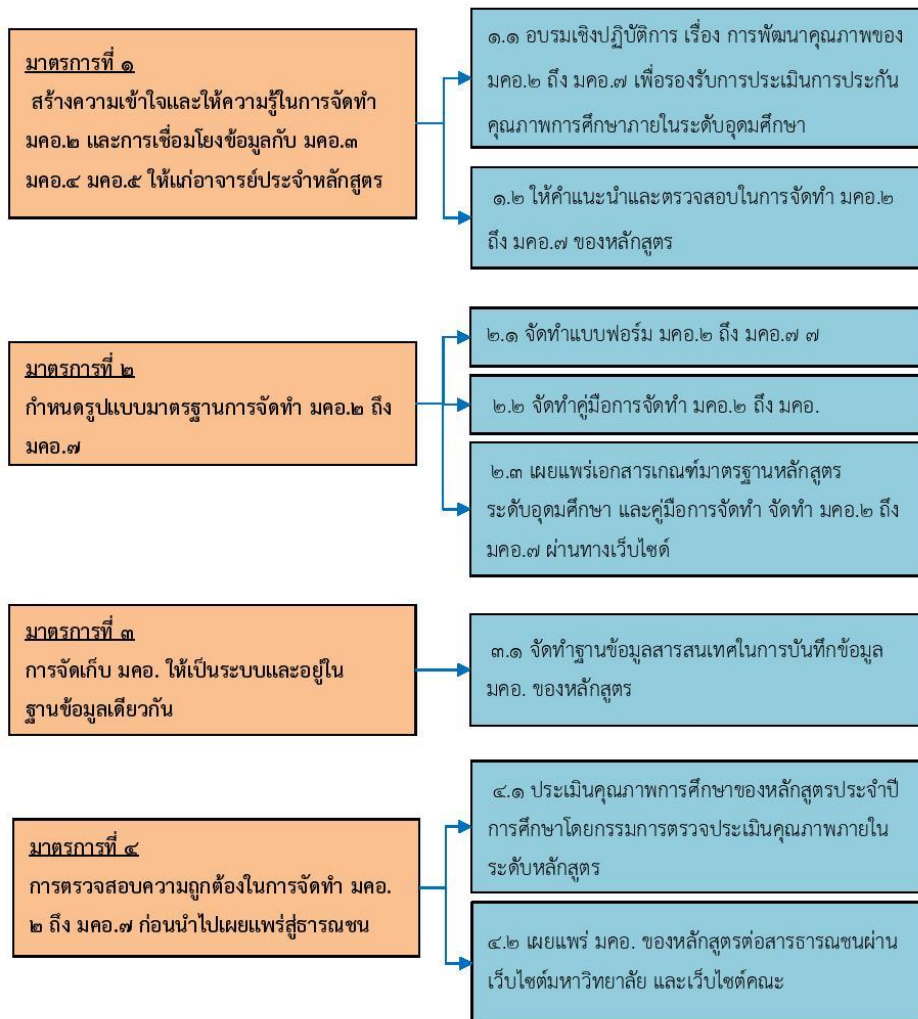 มาตรการที่ ๑
สร้างความเข้าใจและให้ความรู้ในการจัดทำ
มคอ.๒ และการเชื่อมโยงข้อมูลกับ มคอ.๓
มคอ.๔ มคอ.๕ ให้แก่อาจารย์ประจำหลักสูตร
๑.๑ อบรมเชิงปฏิบัติการ เรื่อง การพัฒนาคุณภาพของ
มคอ.๒ ถึง มคอ.๗ เพื่อรองรับการประเมินการประกัน
คุณภาพการศึกษาภายในระดับอุดมศึกษา
๑.๒ ให้คำแนะนำและตรวจสอบในการจัดทำ มคอ.๒
ถึง มคอ.๗ ของหลักสูตร
มาตรการที่ ๒
กำหนดรูปแบบมาตรฐานการจัดทำ มคอ.๒ ถึง
มคอ.๗
๒.๑ จัดทำแบบฟอร์ม มคอ.๒ ถึง มคอ.๗ ๗
๒.๒ จัดทำคู่มือการจัดทำ มคอ.๒ ถึง มคอ.
๒.๓ เผยแพร่เอกสารเกณฑ์มาตรฐานหลักสูตร
ระดับอุดมศึกษา และคู่มือการจัดทำ จัดทำ มคอ.๒ ถึง
มคอ.๗ ผ่านทางเว็บไซด์
มาตรการที่ ๓
การจัดเก็บ มคอ. ให้เป็นระบบและอยู่ใน
ฐานข้อมูลเดียวกัน
๓.๑ จัดทำฐานข้อมูลสารสนเทศในการบันทึกข้อมูล
มคอ. ของหลักสูตร
มาตรการที่ ๔
การตรวจสอบความถูกต้องในการจัดทำ มคอ.
๒ ถึง มคอ.๗ ก่อนนำไปเผยแพร่สู่ธารณชน
๔.๑ ประเมินคุณภาพการศึกษาของหลักสูตรประจำปี
การศึกษาโดยกรรมการตรวจประเมินคุณภาพภายใน
ระดับหลักสูตร
๔.๒ เผยแพร่ มคอ. ของหลักสูตรต่อสารธารณชนผ่าน
เว็บไซต์มหาวิทยาลัย และเว็บไซต์คณะ